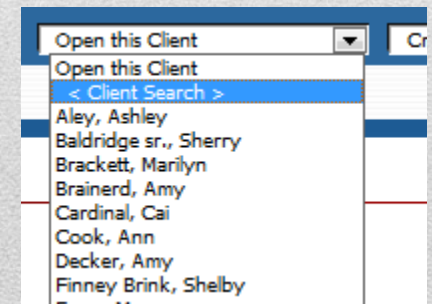 Open this Client
Cr
Open this Client
< Client Search >
Aley, Ashley
Baldridge sr., Sherry
Brackett, Marilyn
Brainerd, Amy
Cardinal, Cai
Cook, Ann
Decker, Amy
Finney Brink, Shelby